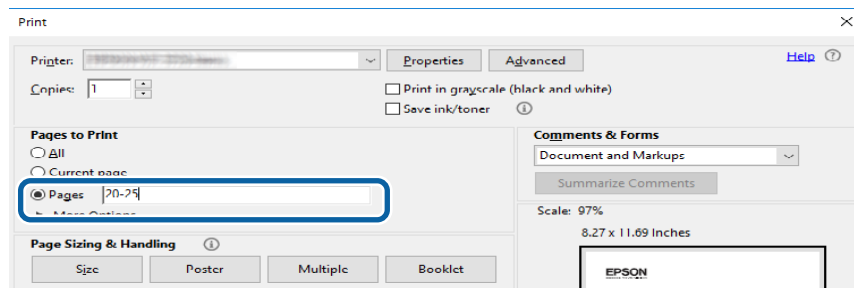 Print
Printer: Properties Advanced Help
Copies: 1 Print in grayscale (black and white)
Save ink/toner
Pages to Print
All
Current page
Pages 20-25
More Options
Page Sizing & Handling
Size Poster Multiple Booklet
Comments & Forms
Document and Markups
Summarize Comments
Scale: 97%
8.27 x 11.69 Inches
EPSON